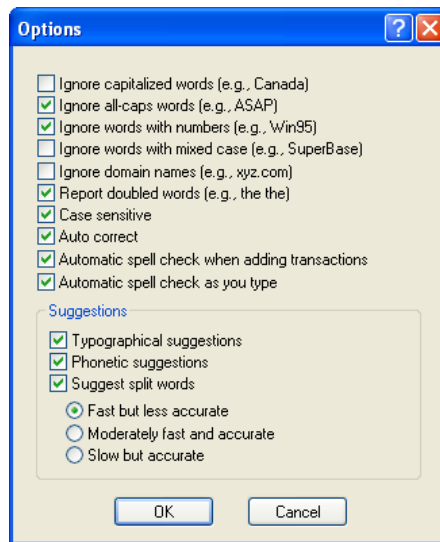 Options
Ignore capitalized words (e.g., Canada)
Ignore all-caps words (e.g., ASAP)
Ignore words with numbers (e.g., Win95)
Ignore words with mixed case (e.g., SuperBase)
Ignore domain names (e.g., xyz.com)
Report doubled words (e.g., the the)
Case sensitive
Auto correct
Automatic spell check when adding transactions
Automatic spell check as you type
Suggestions
Typographical suggestions
Phonetic suggestions
Suggest split words
Fast but less accurate
Moderately fast and accurate
Slow but accurate
OK Cancel